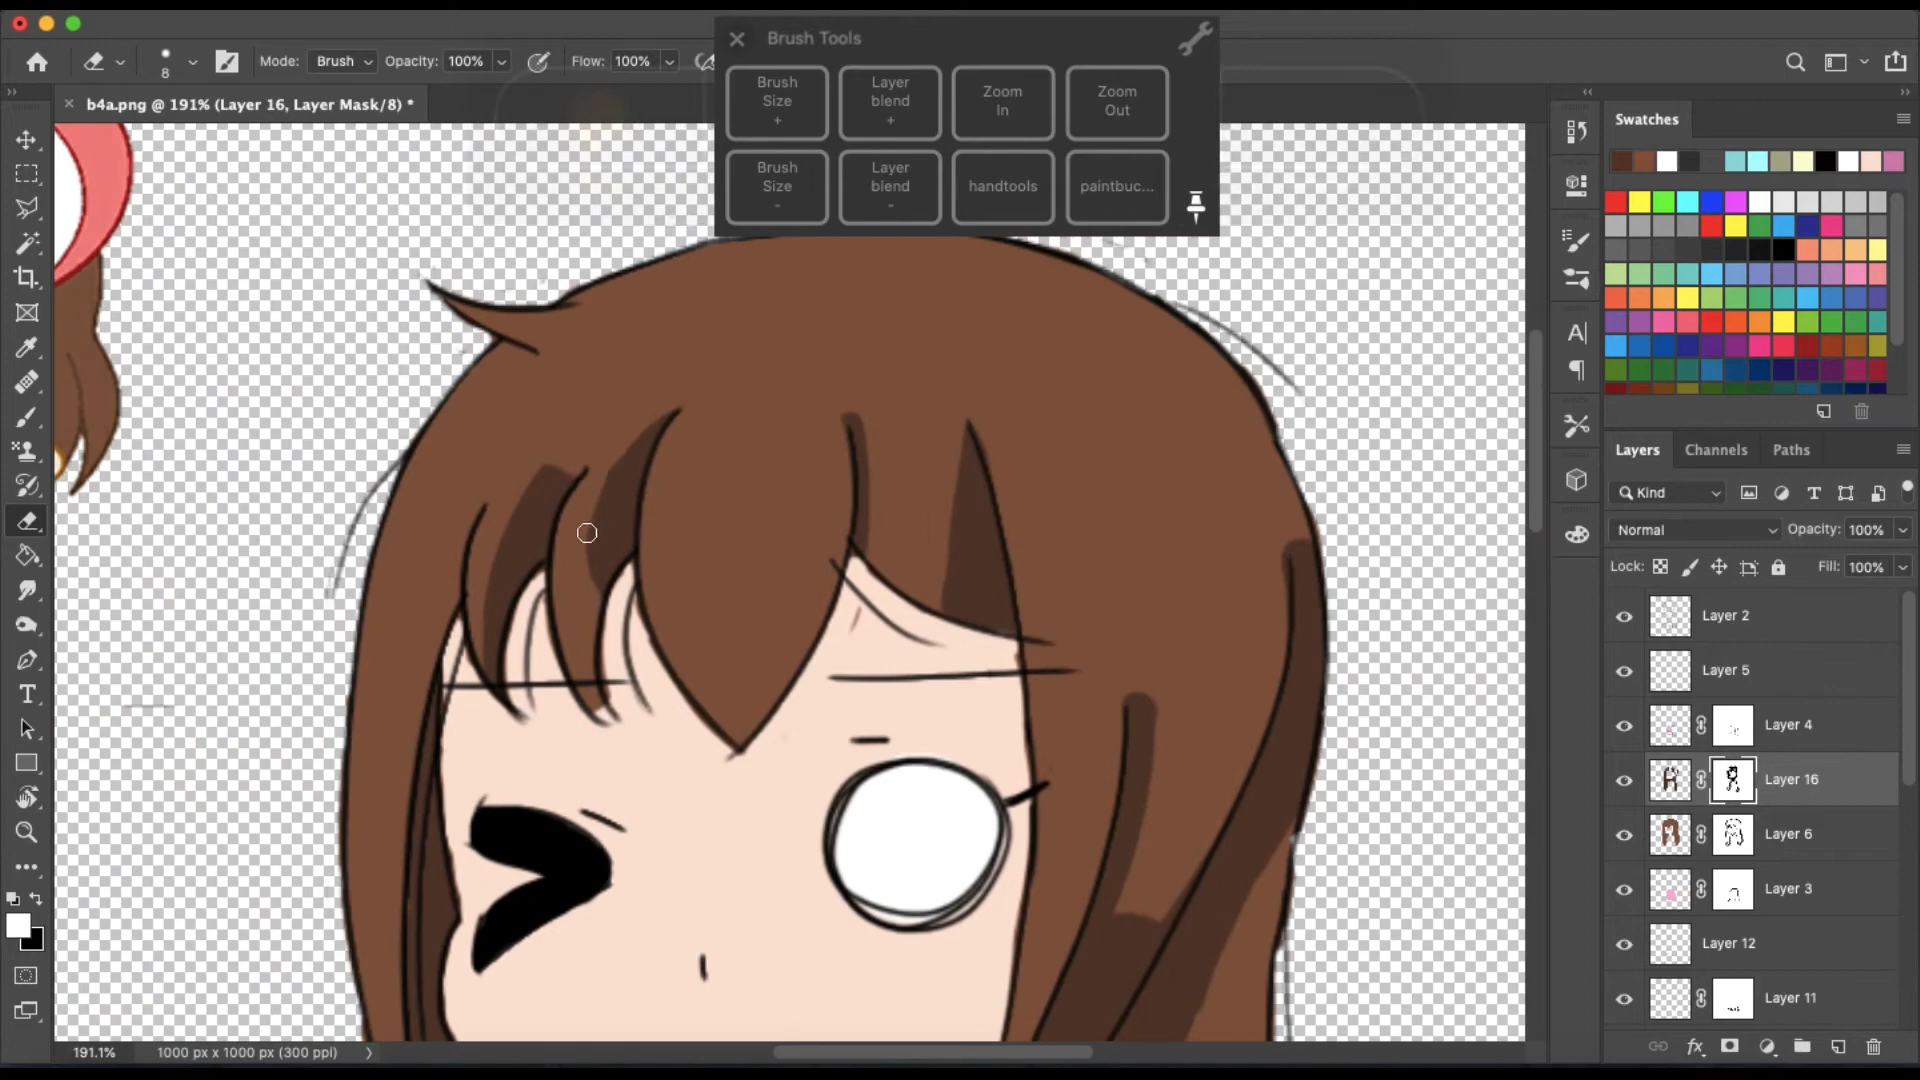 Brush Tools
8
Mode: Brush
Opacity: 100%
Flow: 100%
Brush Size +
Layer blend +
Zoom In
Zoom Out
Brush Size -
Layer blend -
handtools
paintbuc...
b4a.png @ 191% (Layer 16, Layer Mask/8) *
Swatches
Layers
Channels
Paths
Kind
Normal
Opacity: 100%
Lock:
Fill: 100%
Layer 2
Layer 5
Layer 4
Layer 16
Layer 6
Layer 3
Layer 12
Layer 11
fx
191.1%
1000 px x 1000 px (300 ppi)